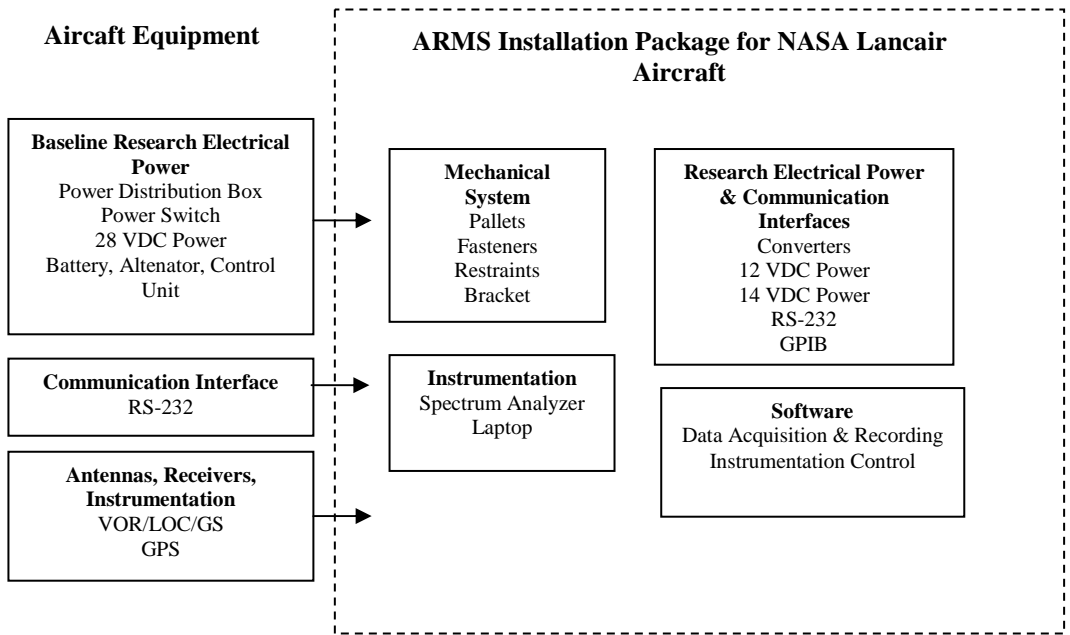 Aircaft Equipment
ARMS Installation Package for NASA Lancair
Aircraft
Baseline Research Electrical
Power
Power Distribution Box
Power Switch
28 VDC Power
Battery, Altenator, Control
Unit
Communication Interface
RS-232
Antennas, Receivers,
Instrumentation
VOR/LOC/GS
GPS
Mechanical
System
Pallets
Fasteners
Restraints
Bracket
Instrumentation
Spectrum Analyzer
Laptop
Research Electrical Power
& Communication
Interfaces
Converters
12 VDC Power
14 VDC Power
RS-232
GPIB
Software
Data Acquisition & Recording
Instrumentation Control